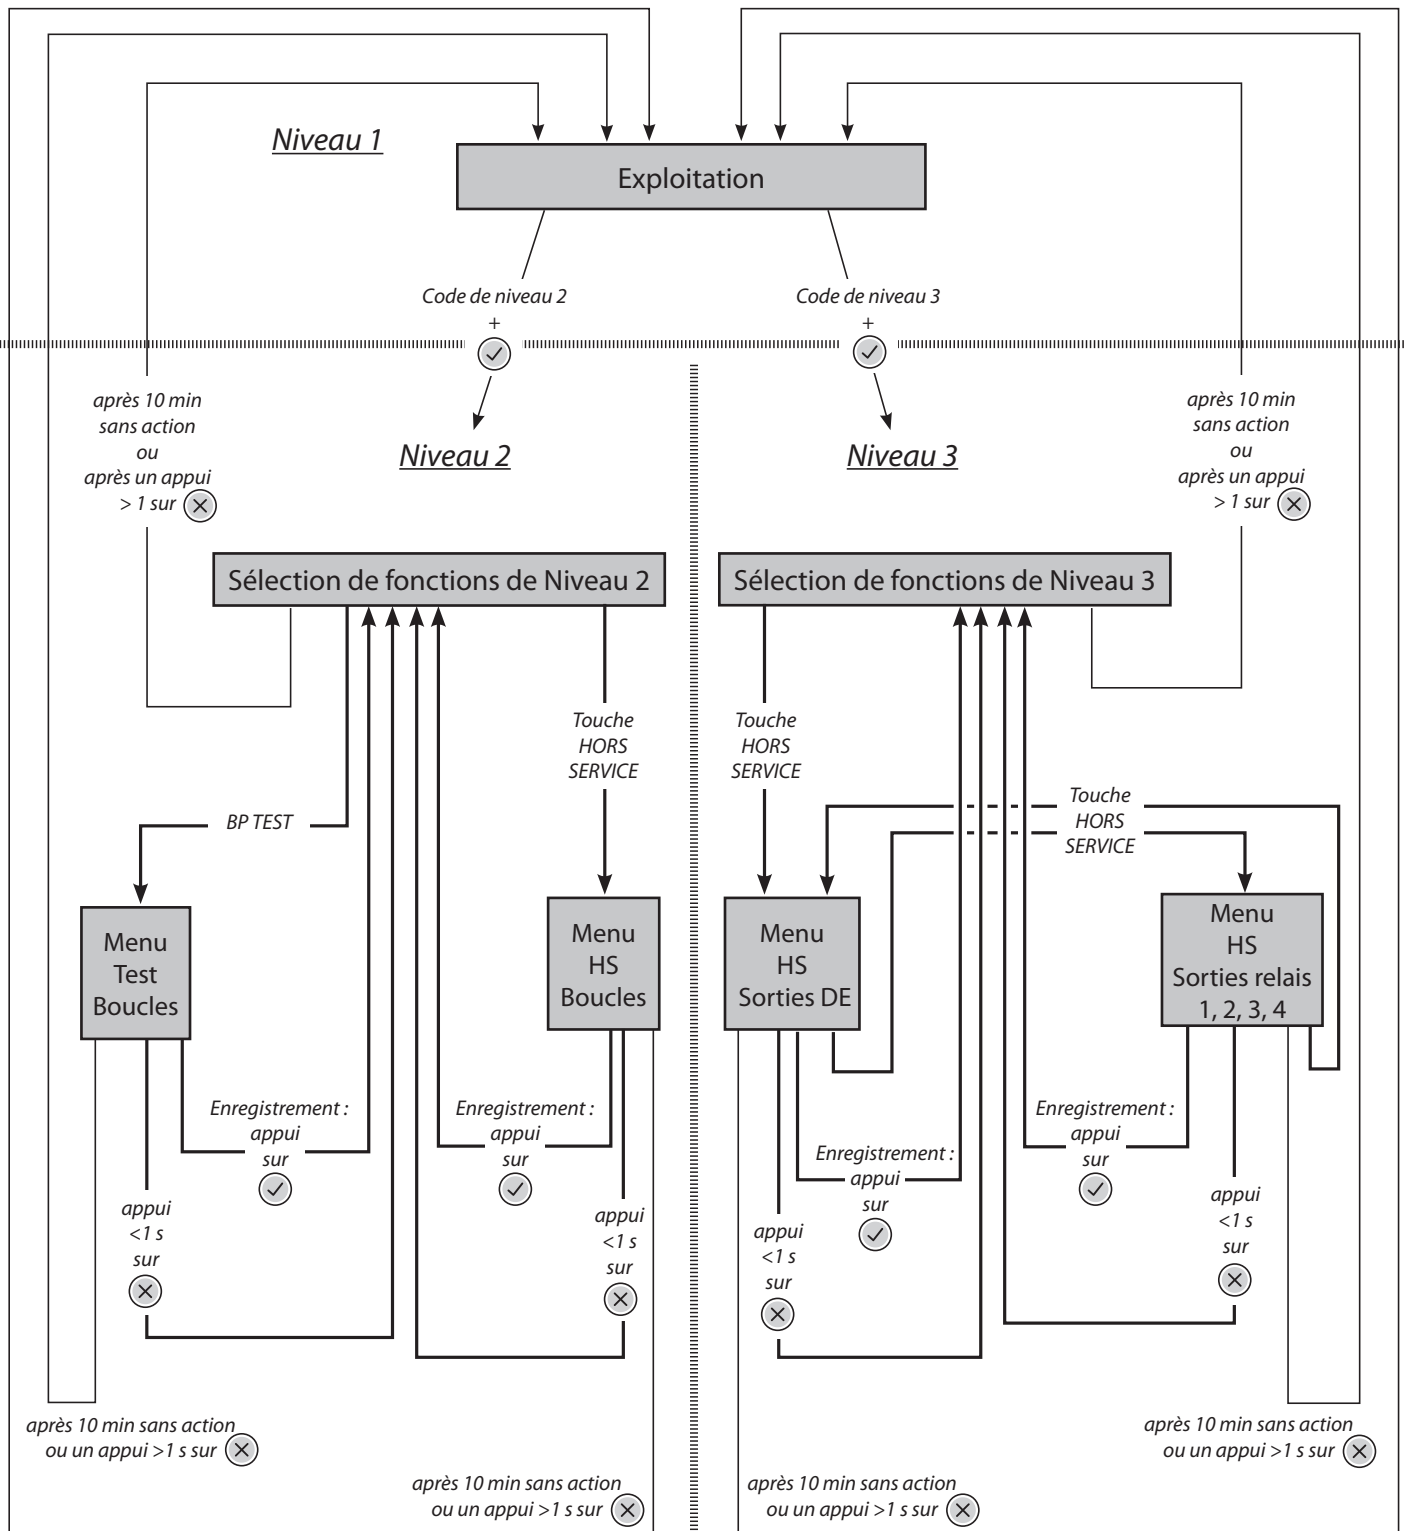 Niveau 1
Exploitation
Code de niveau 2
+
Code de niveau 3
+
après 10 min
sans action
ou
après un appui
> 1 sur
Niveau 2
Niveau 3
après 10 min
sans action
ou
après un appui
> 1 sur
Sélection de fonctions de Niveau 2
Sélection de fonctions de Niveau 3
Touche
HORS
SERVICE
Touche
HORS
SERVICE
BP TEST
Touche
HORS
SERVICE
Menu
Test
Boucles
Menu
HS
Boucles
Menu
HS
Sorties DE
Menu
HS
Sorties relais
1, 2, 3, 4
Enregistrement :
appui
sur
Enregistrement :
appui
sur
Enregistrement :
appui
sur
Enregistrement :
appui
sur
appui
<1 s
sur
appui
<1 s
sur
appui
<1 s
sur
appui
<1 s
sur
après 10 min sans action
ou un appui >1 s sur
après 10 min sans action
ou un appui >1 s sur
après 10 min sans action
ou un appui >1 s sur
après 10 min sans action
ou un appui >1 s sur